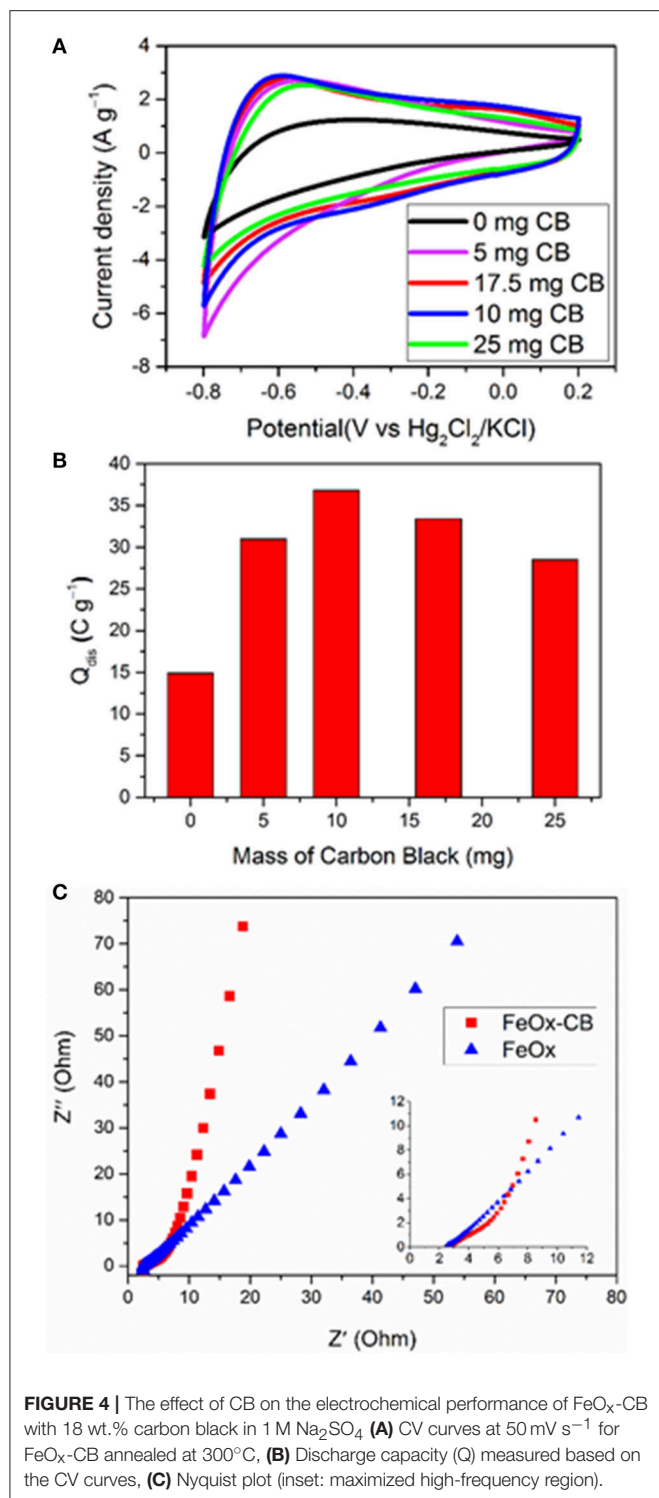 A
4
2
0
-2
-4
-6
-8
Current density (A g⁻¹)
0 mg CB
5 mg CB
17.5 mg CB
10 mg CB
25 mg CB
-0.8 -0.6 -0.4 -0.2 0.0 0.2
Potential(V vs Hg₂Cl₂/KCl)
B
40
35
30
25
20
15
10
5
0
Q_dis (C g⁻¹)
0 5 10 15 20 25
Mass of Carbon Black (mg)
C
80
70
60
50
40
30
20
10
0
Z'' (Ohm)
FeOx-CB
FeOx
12
10
8
6
4
2
0
0 2 4 6 8 10 12
0 10 20 30 40 50 60 70 80
Z' (Ohm)
FIGURE 4 | The effect of CB on the electrochemical performance of FeOₓ-CB
with 18 wt.% carbon black in 1 M Na₂SO₄ (A) CV curves at 50 mV s⁻¹ for
FeOₓ-CB annealed at 300°C, (B) Discharge capacity (Q) measured based on
the CV curves, (C) Nyquist plot (inset: maximized high-frequency region).